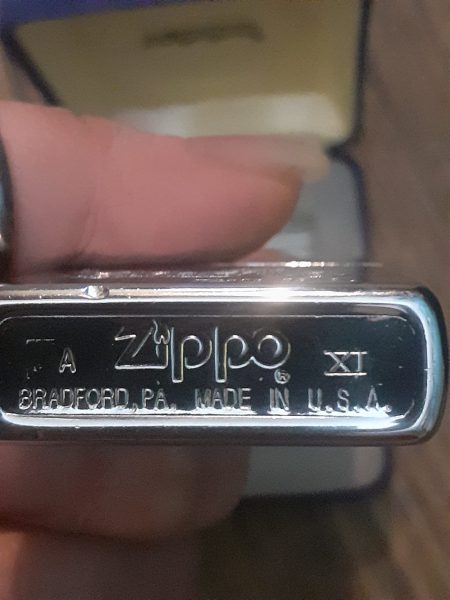 A Zippo ® XI
BRADFORD, PA. MADE IN U.S.A.